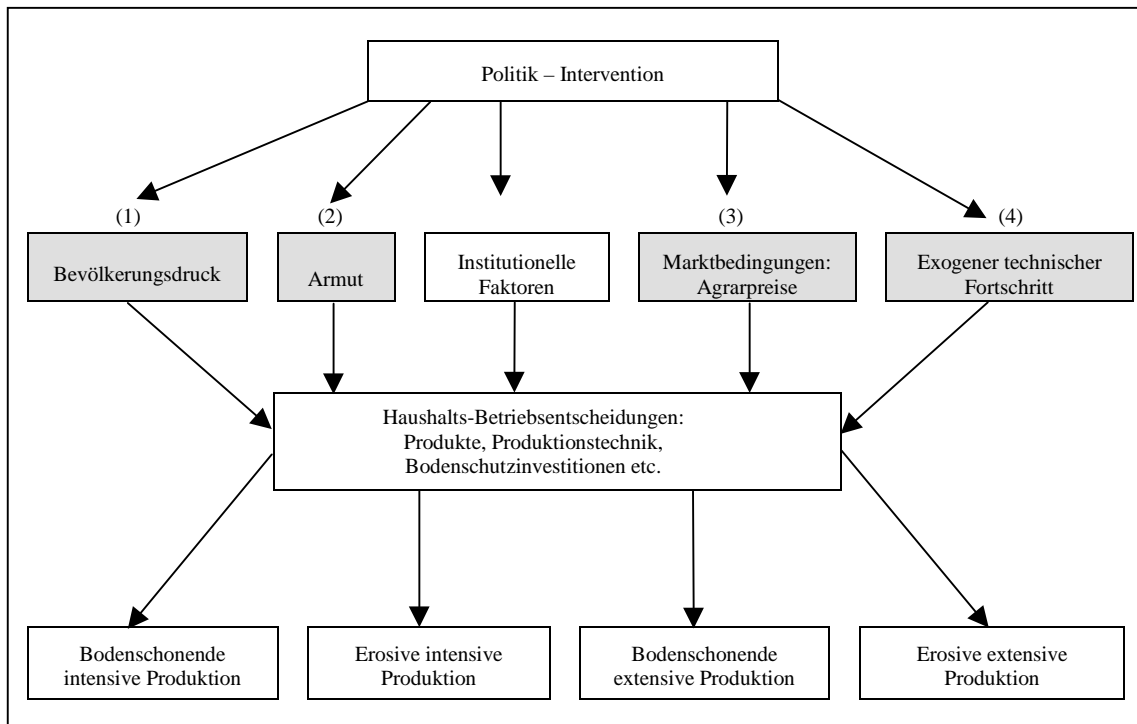 Politik – Intervention
(1)
(2)
(3)
(4)
Bevölkerungsdruck
Armut
Institutionelle
Faktoren
Marktbedingungen:
Agrarpreise
Exogener technischer
Fortschritt
Haushalts-Betriebsentscheidungen:
Produkte, Produktionstechnik,
Bodenschutzinvestitionen etc.
Bodenschonende
intensive Produktion
Erosive intensive
Produktion
Bodenschonende
extensive Produktion
Erosive extensive
Produktion